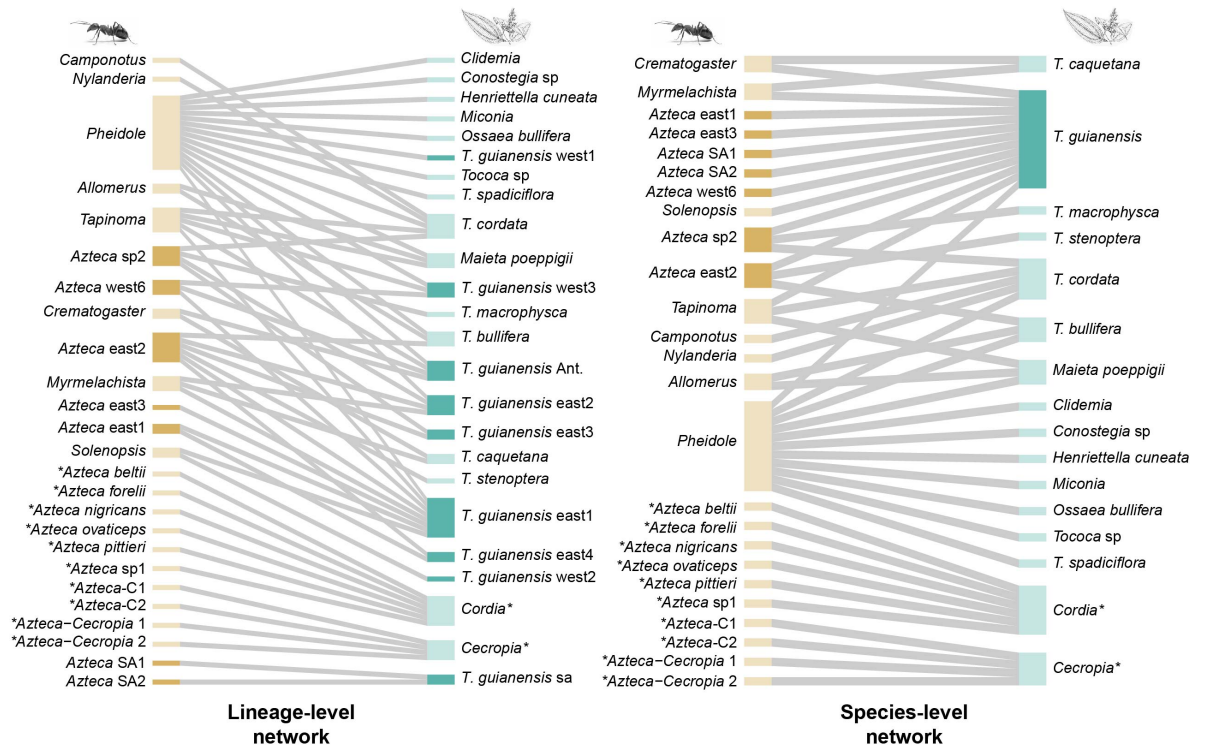 Camponotus
Nylanderia
Pheidole
Allomerus
Tapinoma
Azteca sp2
Azteca west6
Crematogaster
Azteca east2
Myrmelachista
Azteca east3
Azteca east1
Solenopsis
*Azteca beltii
*Azteca forelii
*Azteca nigricans
*Azteca ovaticeps
*Azteca pittieri
*Azteca sp1
*Azteca-C1
*Azteca-C2
*Azteca−Cecropia 1
*Azteca−Cecropia 2
Azteca SA1
Azteca SA2
Clidemia
Conostegia sp
Henriettella cuneata
Miconia
Ossaea bullifera
T. guianensis west1
Tococa sp
T. spadiciflora
T. cordata
Maieta poeppigii
T. guianensis west3
T. macrophysca
T. bullifera
T. guianensis Ant.
T. guianensis east2
T. guianensis east3
T. caquetana
T. stenoptera
T. guianensis east1
T. guianensis east4
T. guianensis west2
Cordia*
Cecropia*
T. guianensis sa
Lineage-level
network
Crematogaster
Myrmelachista
Azteca east1
Azteca east3
Azteca SA1
Azteca SA2
Azteca west6
Solenopsis
Azteca sp2
Azteca east2
Tapinoma
Camponotus
Nylanderia
Allomerus
Pheidole
*Azteca beltii
*Azteca forelii
*Azteca nigricans
*Azteca ovaticeps
*Azteca pittieri
*Azteca sp1
*Azteca-C1
*Azteca-C2
*Azteca−Cecropia 1
*Azteca−Cecropia 2
T. caquetana
T. guianensis
T. macrophysca
T. stenoptera
T. cordata
T. bullifera
Maieta poeppigii
Clidemia
Conostegia sp
Henriettella cuneata
Miconia
Ossaea bullifera
Tococa sp
T. spadiciflora
Cordia*
Cecropia*
Species-level
network